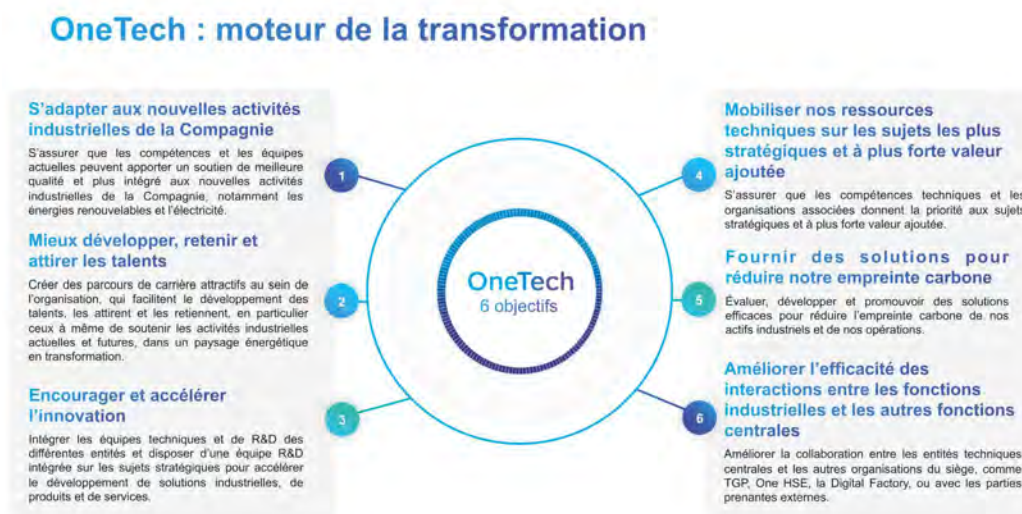 OneTech : moteur de la transformation
S'adapter aux nouvelles activités
industrielles de la Compagnie
S'assurer que les compétences et les équipes
actuelles peuvent apporter un soutien de meilleure
qualité et plus intégré aux nouvelles activités
industrielles de la Compagnie, notamment les
énergies renouvelables et l'électricité.
1
Mieux développer, retenir et
attirer les talents
Créer des parcours de carrière attractifs au sein de
l'organisation, qui facilitent le développement des
talents, les attirent et les retiennent, en particulier
ceux à même de soutenir les activités industrielles
actuelles et futures, dans un paysage énergétique
en transformation.
2
Encourager et accélérer
l'innovation
Intégrer les équipes techniques et de R&D des
différentes entités et disposer d'une équipe R&D
intégrée sur les sujets stratégiques pour accélérer
le développement de solutions industrielles, de
produits et de services.
3
OneTech
6 objectifs
Mobiliser nos ressources
techniques sur les sujets les plus
stratégiques et à plus forte valeur
ajoutée
4
S'assurer que les compétences techniques et les
organisations associées donnent la priorité aux sujets
stratégiques et à plus forte valeur ajoutée.
Fournir des solutions pour
réduire notre empreinte carbone
5
Évaluer, développer et promouvoir des solutions
efficaces pour réduire l'empreinte carbone de nos
actifs industriels et de nos opérations.
Améliorer l'efficacité des
interactions entre les fonctions
industrielles et les autres fonctions
centrales
6
Améliorer la collaboration entre les entités techniques
centrales et les autres organisations du siège, comme
TGP, One HSE, la Digital Factory, ou avec les parties
prenantes externes.